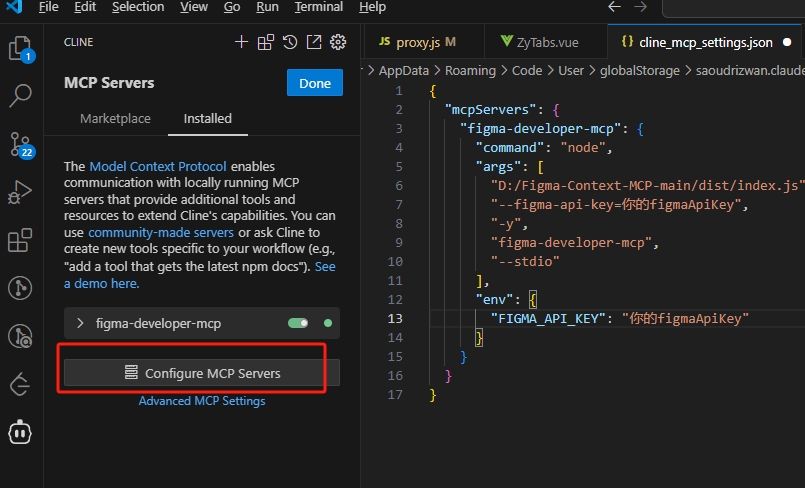 File Edit Selection View Go Run Terminal Help
CLINE
MCP Servers
Done
Marketplace Installed
The Model Context Protocol enables
communication with locally running MCP
servers that provide additional tools and
resources to extend Cline's capabilities. You can
use community-made servers or ask Cline to
create new tools specific to your workflow (e.g.,
"add a tool that gets the latest npm docs"). See
a demo here.
figma-developer-mcp
Configure MCP Servers
Advanced MCP Settings
1
22
JS proxy.js M
ZyTabs.vue
{} cline_mcp_settings.json
> AppData > Roaming > Code > User > globalStorage > saoudrizwan.claude
1 {
2 "mcpServers": {
3 "figma-developer-mcp": {
4 "command": "node",
5 "args": [
6 "D:/Figma-Context-MCP-main/dist/index.js"
7 "--figma-api-key=你的figmaApiKey",
8 "-y",
9 "figma-developer-mcp",
10 "--stdio"
11 ],
12 "env": {
13 "FIGMA_API_KEY": "你的figmaApiKey"
14 }
15 }
16 }
17 }